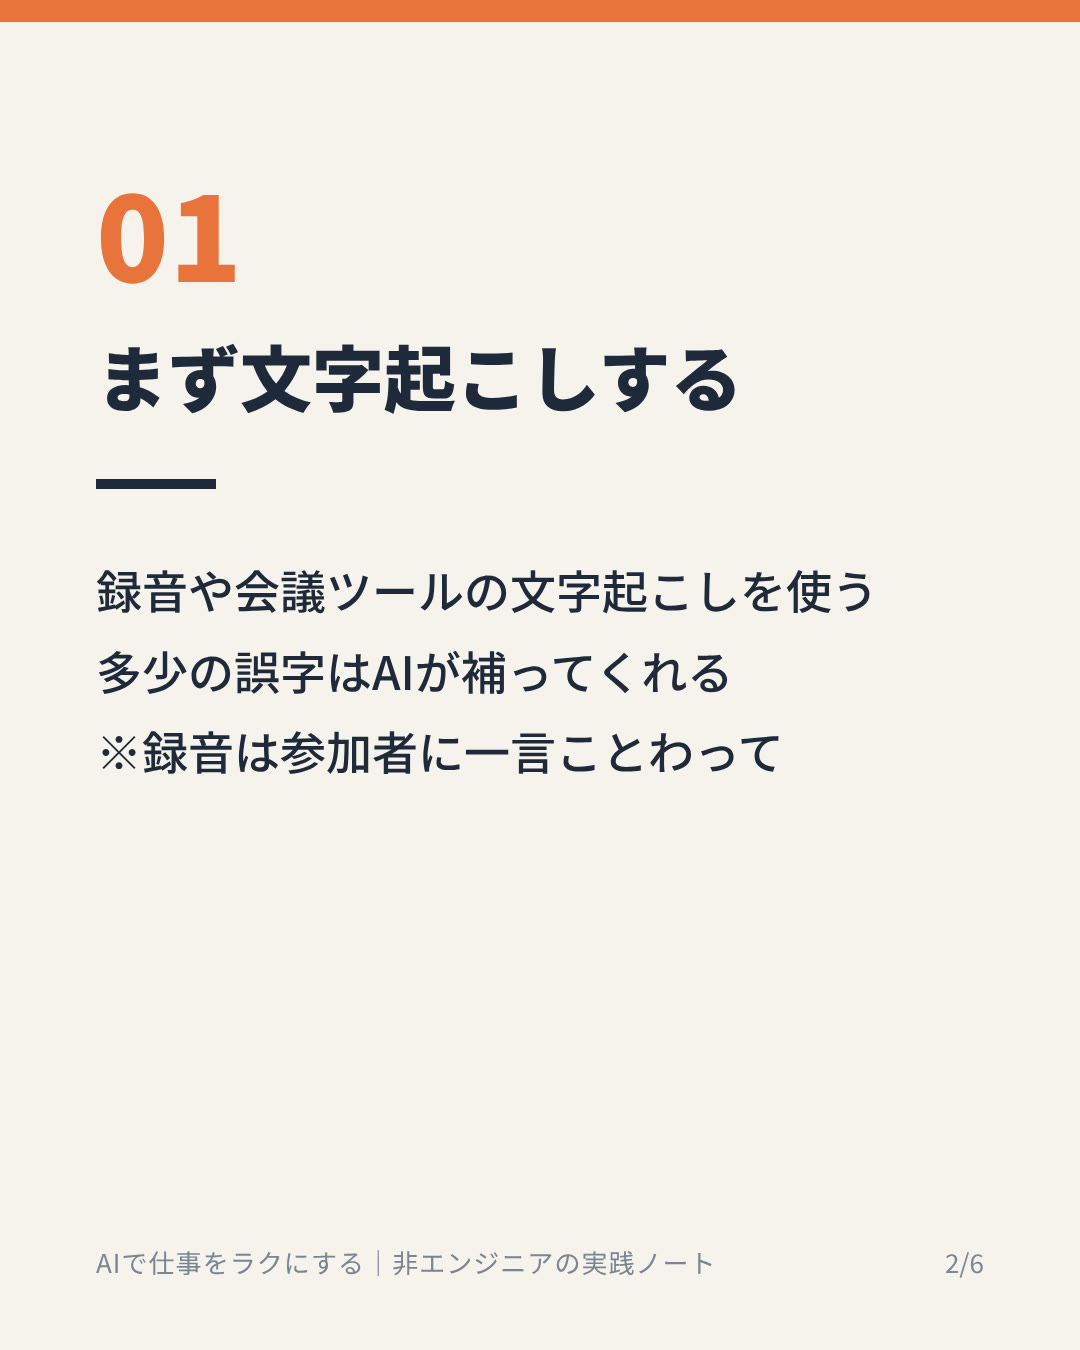 01
まず文字起こしする
録音や会議ツールの文字起こしを使う
多少の誤字はAIが補ってくれる
※録音は参加者に一言ことわって
AIで仕事をラクにする｜非エンジニアの実践ノート
2/6